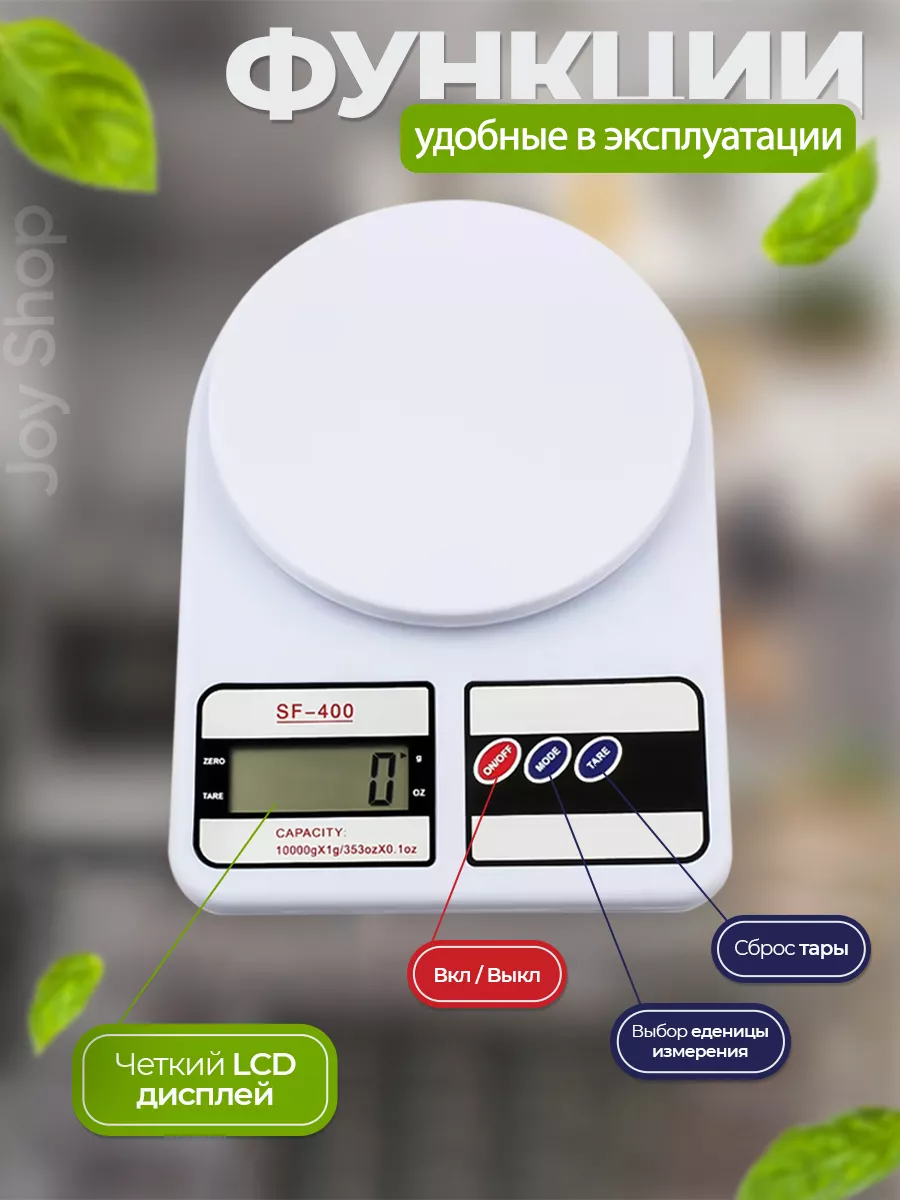 ФУНКЦИИ
удобные в эксплуатации
Joy Shop
SF-400
ZERO
g
TARE
OZ
0
CAPACITY:
10000gX1g/353ozX0.1oz
ON/OFF
MODE
TARE
Сброс тары
Вкл / Выкл
Выбор еденицы
измерения
Четкий LCD
дисплей